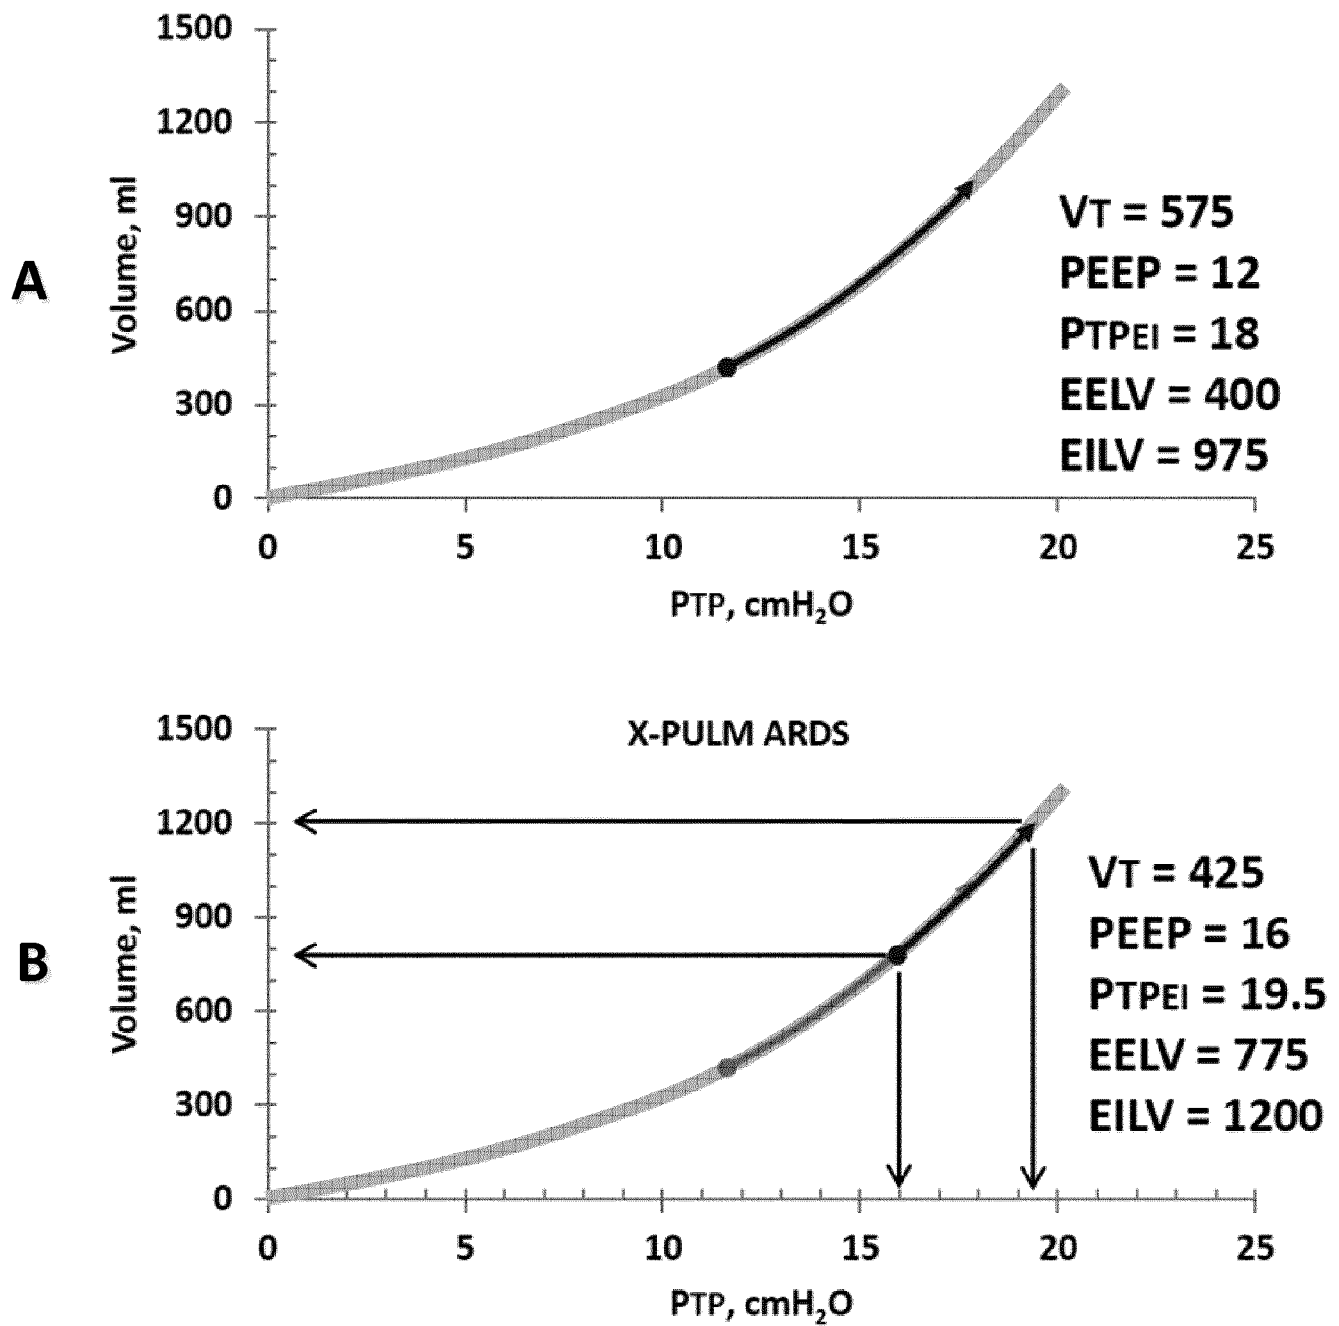 A
Volume, ml
1500
1200
900
600
300
0
0 5 10 15 20 25
PTP, cmH₂O
VT = 575
PEEP = 12
PTPEI = 18
EELV = 400
EILV = 975
B
X-PULM ARDS
Volume, ml
1500
1200
900
600
300
0
0 5 10 15 20 25
PTP, cmH₂O
VT = 425
PEEP = 16
PTPEI = 19.5
EELV = 775
EILV = 1200